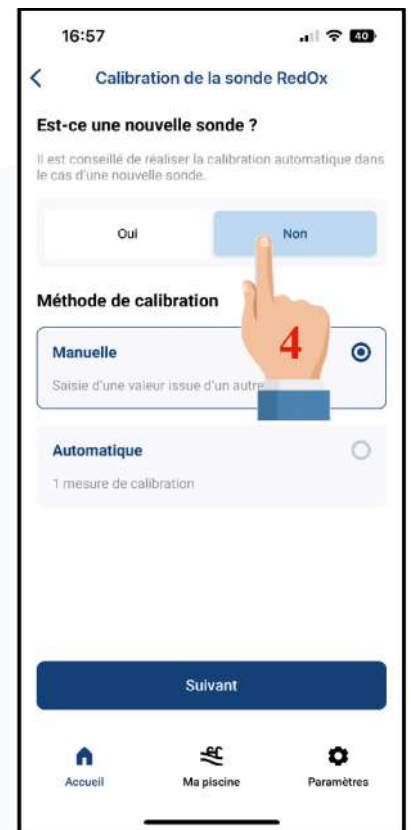 16:57
40
Calibration de la sonde RedOx
Est-ce une nouvelle sonde ?
Il est conseillé de réaliser la calibration automatique dans
le cas d'une nouvelle sonde.
Oui
Non
Méthode de calibration
Manuelle
4
Saisie d'une valeur issue d'un autre
Automatique
1 mesure de calibration
Suivant
Accueil
Ma piscine
Paramètres